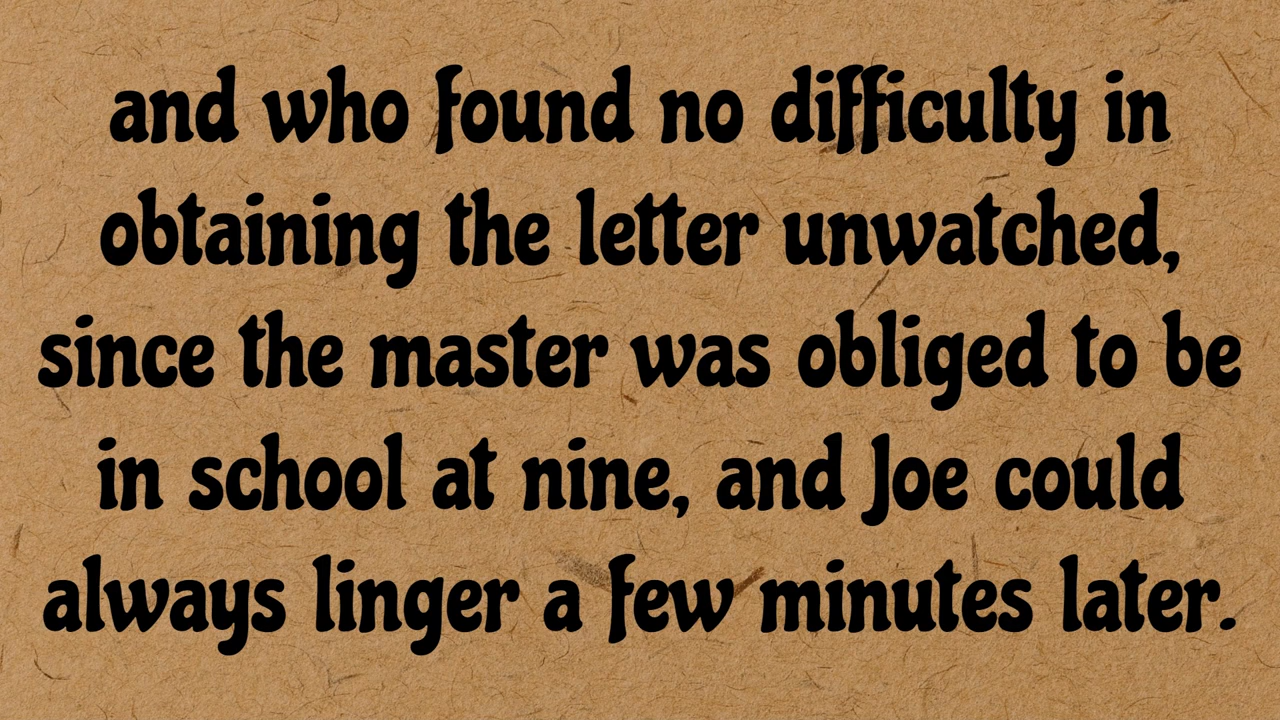 and who found no difficulty in
obtaining the letter unwatched,
since the master was obliged to be
in school at nine, and Joe could
always linger a few minutes later.